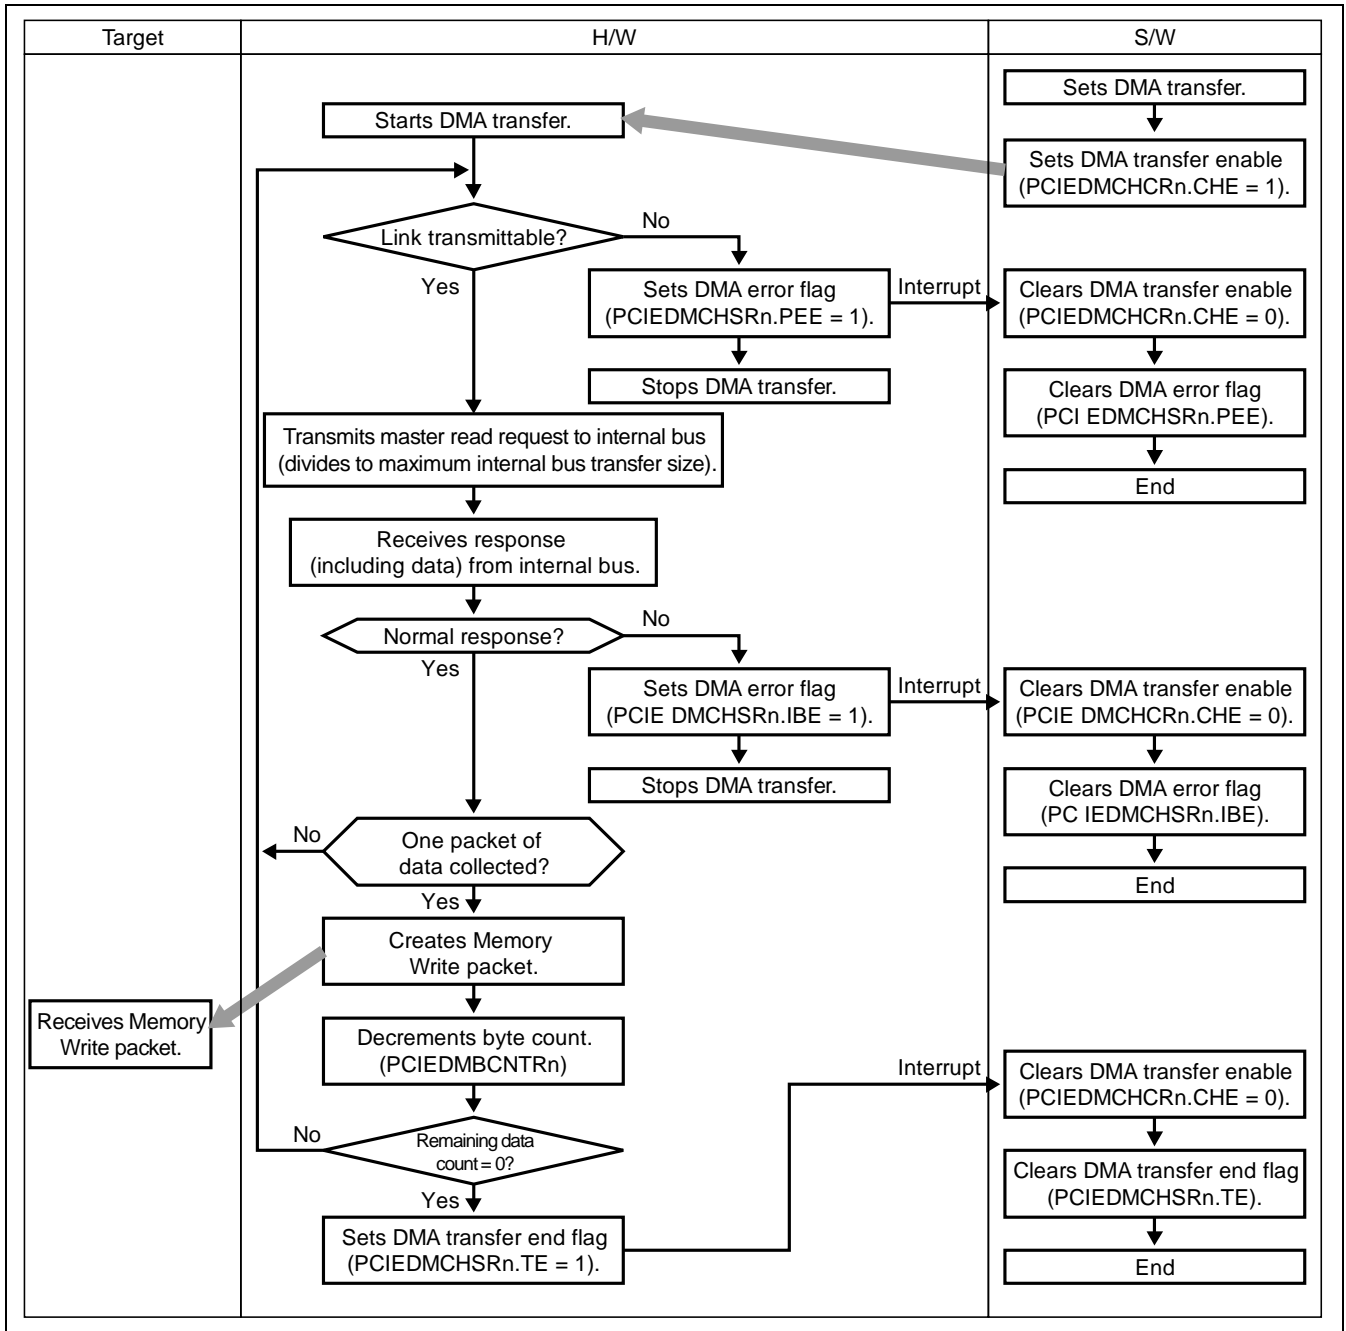 Target
H/W
S/W
Sets DMA transfer.
Starts DMA transfer.
Sets DMA transfer enable
(PCIEDMCHCRn.CHE = 1).
Link transmittable?
No
Yes
Sets DMA error flag
(PCIEDMCHSRn.PEE = 1).
Interrupt
Clears DMA transfer enable
(PCIEDMCHCRn.CHE = 0).
Stops DMA transfer.
Clears DMA error flag
(PCI EDMCHSRn.PEE).
End
Transmits master read request to internal bus
(divides to maximum internal bus transfer size).
Receives response
(including data) from internal bus.
Normal response?
No
Yes
Sets DMA error flag
(PCIE DMCHSRn.IBE = 1).
Interrupt
Clears DMA transfer enable
(PCIE DMCHCRn.CHE = 0).
Stops DMA transfer.
Clears DMA error flag
(PC IEDMCHSRn.IBE).
End
No
One packet of
data collected?
Yes
Creates Memory
Write packet.
Receives Memory
Write packet.
Decrements byte count.
(PCIEDMBCNTRn)
Interrupt
Clears DMA transfer enable
(PCIEDMCHCRn.CHE = 0).
No
Remaining data
count = 0?
Yes
Clears DMA transfer end flag
(PCIEDMCHSRn.TE).
Sets DMA transfer end flag
(PCIEDMCHSRn.TE = 1).
End